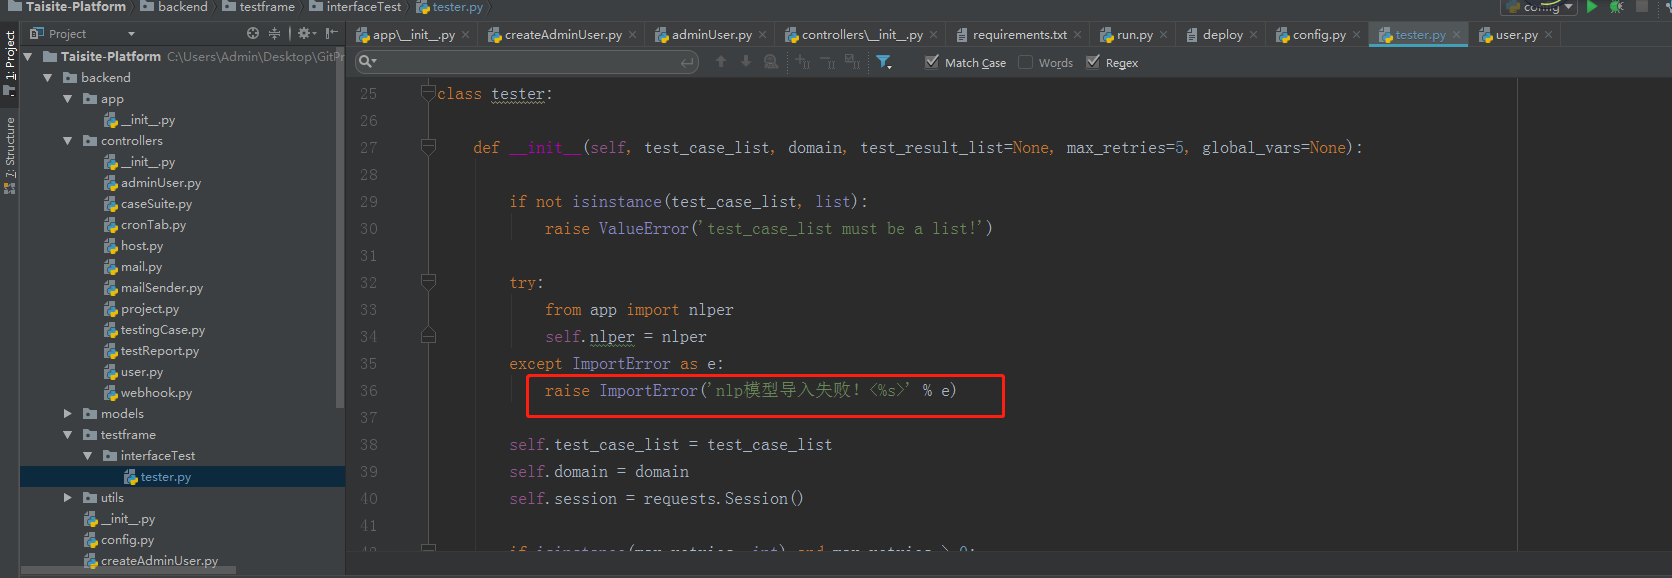 Taisite-Platform backend testframe interfaceTest tester.py
config
Project
app\__init__.py createAdminUser.py adminUser.py controllers\__init__.py requirements.txt run.py deploy config.py tester.py user.py
Match Case Words Regex
1: Project
7: Structure
Taisite-Platform C:\Users\Admin\Desktop\GitPr
backend
app
__init__.py
controllers
__init__.py
adminUser.py
caseSuite.py
cronTab.py
host.py
mail.py
mailSender.py
project.py
testingCase.py
testReport.py
user.py
webhook.py
models
testframe
interfaceTest
tester.py
utils
__init__.py
config.py
createAdminUser.py
25 class tester:
26
27 def __init__(self, test_case_list, domain, test_result_list=None, max_retries=5, global_vars=None):
28
29 if not isinstance(test_case_list, list):
30 raise ValueError('test_case_list must be a list!')
31
32 try:
33 from app import nlper
34 self.nlper = nlper
35 except ImportError as e:
36 raise ImportError('nlp模型导入失败! <%s>' % e)
37
38 self.test_case_list = test_case_list
39 self.domain = domain
40 self.session = requests.Session()
41
if isinstance(max_retries, int) and max_retries > 0: